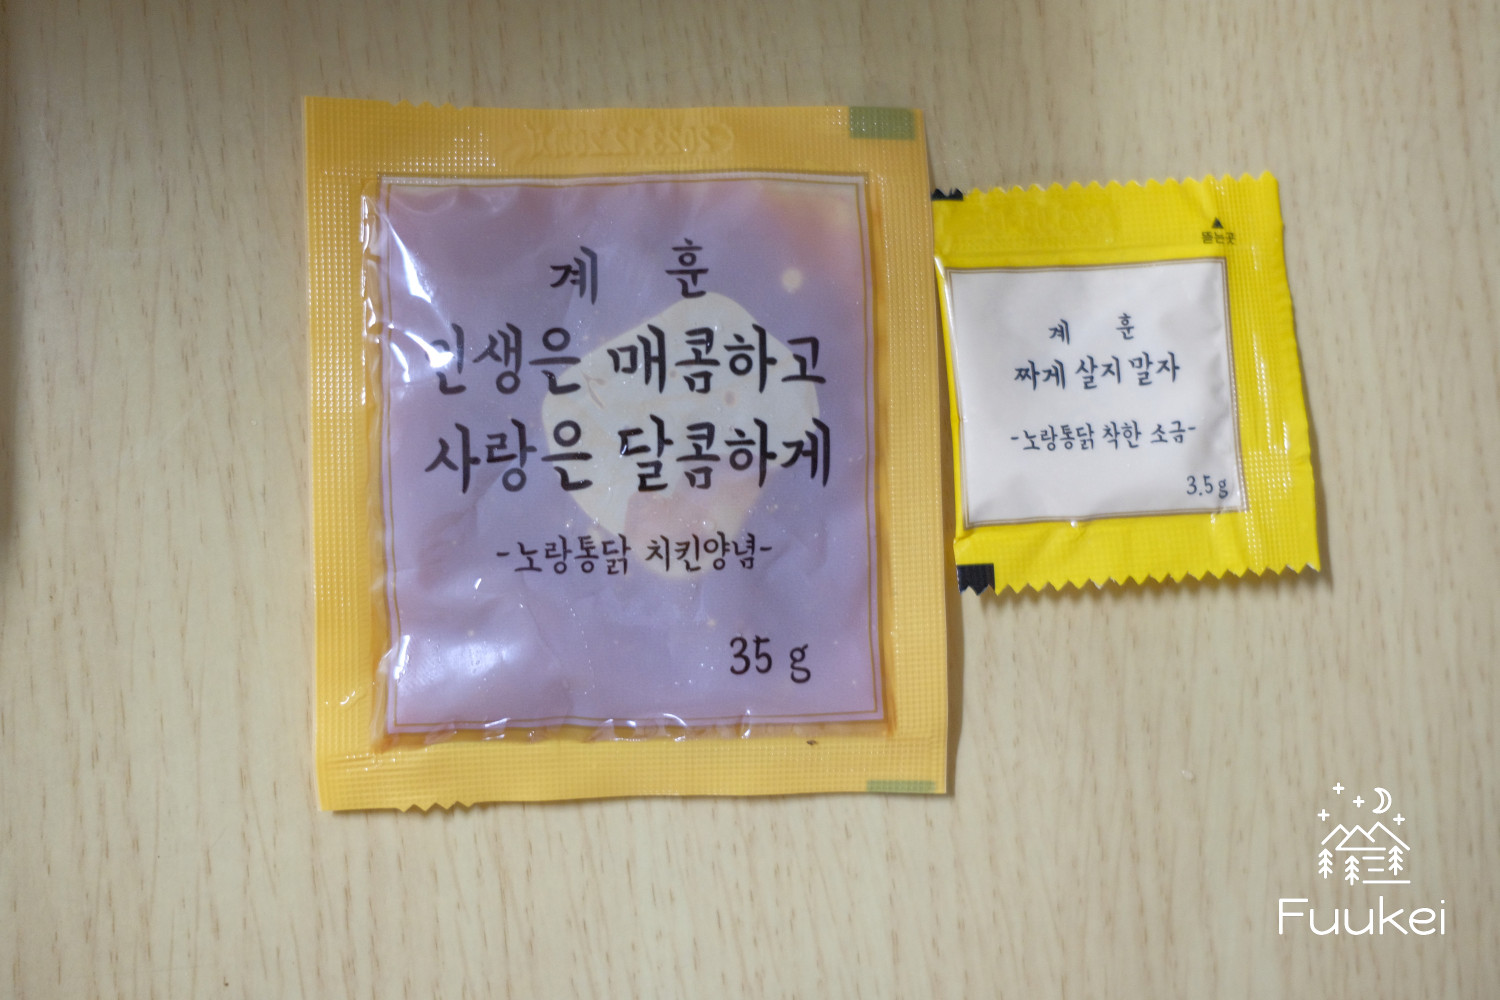 계 훈
인생은 매콤하고
사랑은 달콤하게
-노랑통닭 치킨양념-
35 g
뜯는곳
계 훈
짜게 살지 말자
-노랑통닭 착한 소금-
3.5g
Fuukei